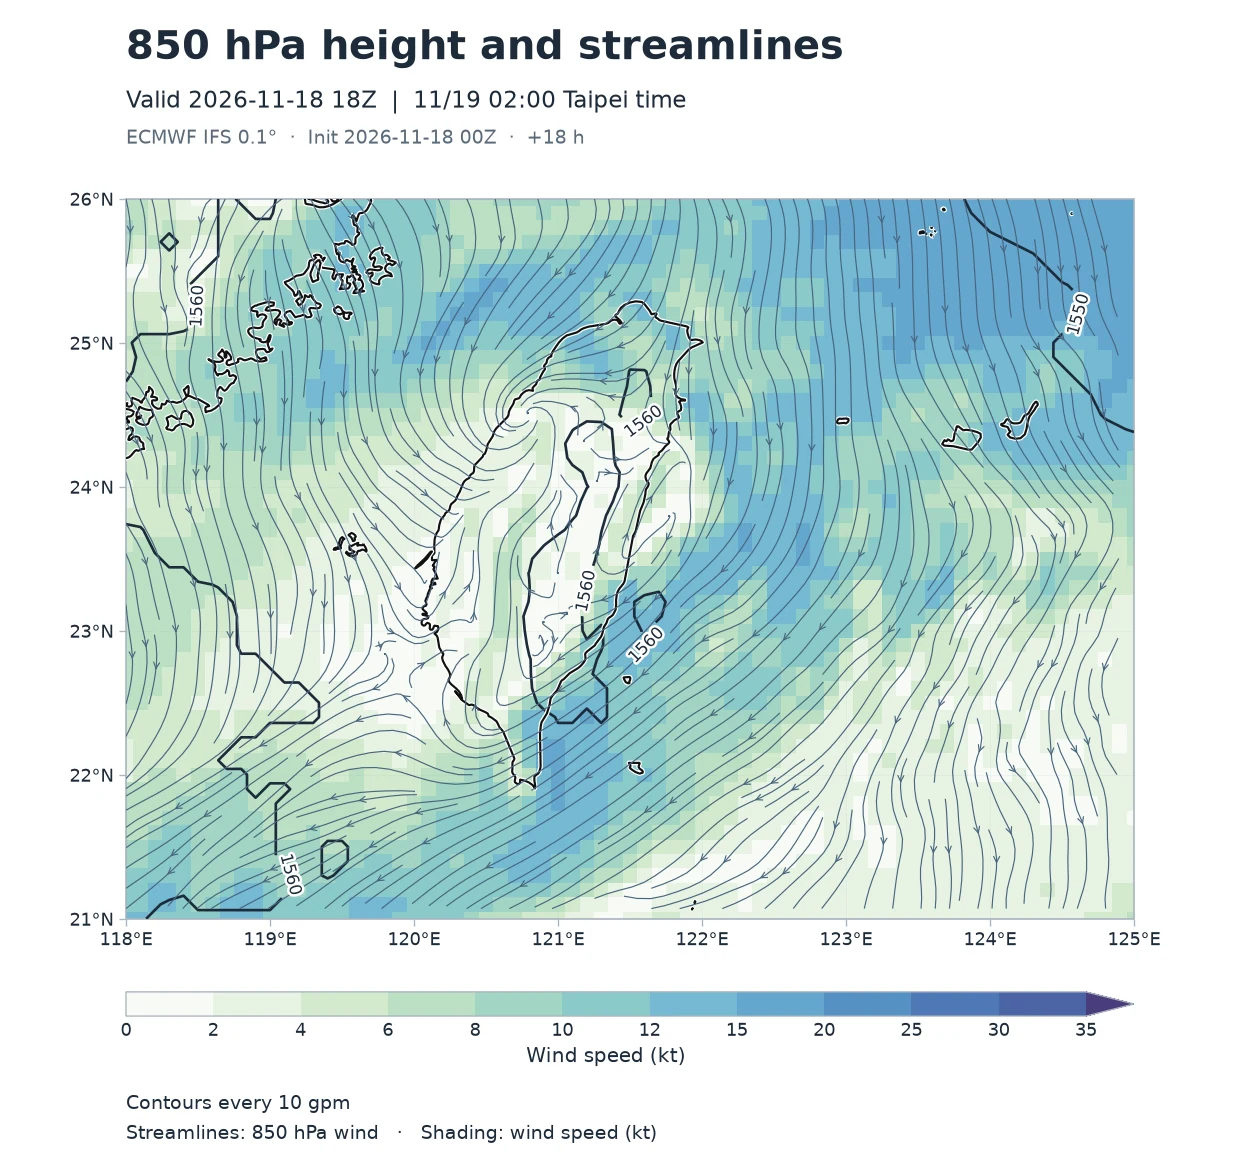 850 hPa height and streamlines
Valid 2026-11-18 18Z | 11/19 02:00 Taipei time
ECMWF IFS 0.1° · Init 2026-11-18 00Z · +18 h
26°N
25°N
24°N
23°N
22°N
21°N
1560
1550
1560
1560
1560
1560
118°E 119°E 120°E 121°E 122°E 123°E 124°E 125°E
0 2 4 6 8 10 12 15 20 25 30 35
Wind speed (kt)
Contours every 10 gpm
Streamlines: 850 hPa wind · Shading: wind speed (kt)